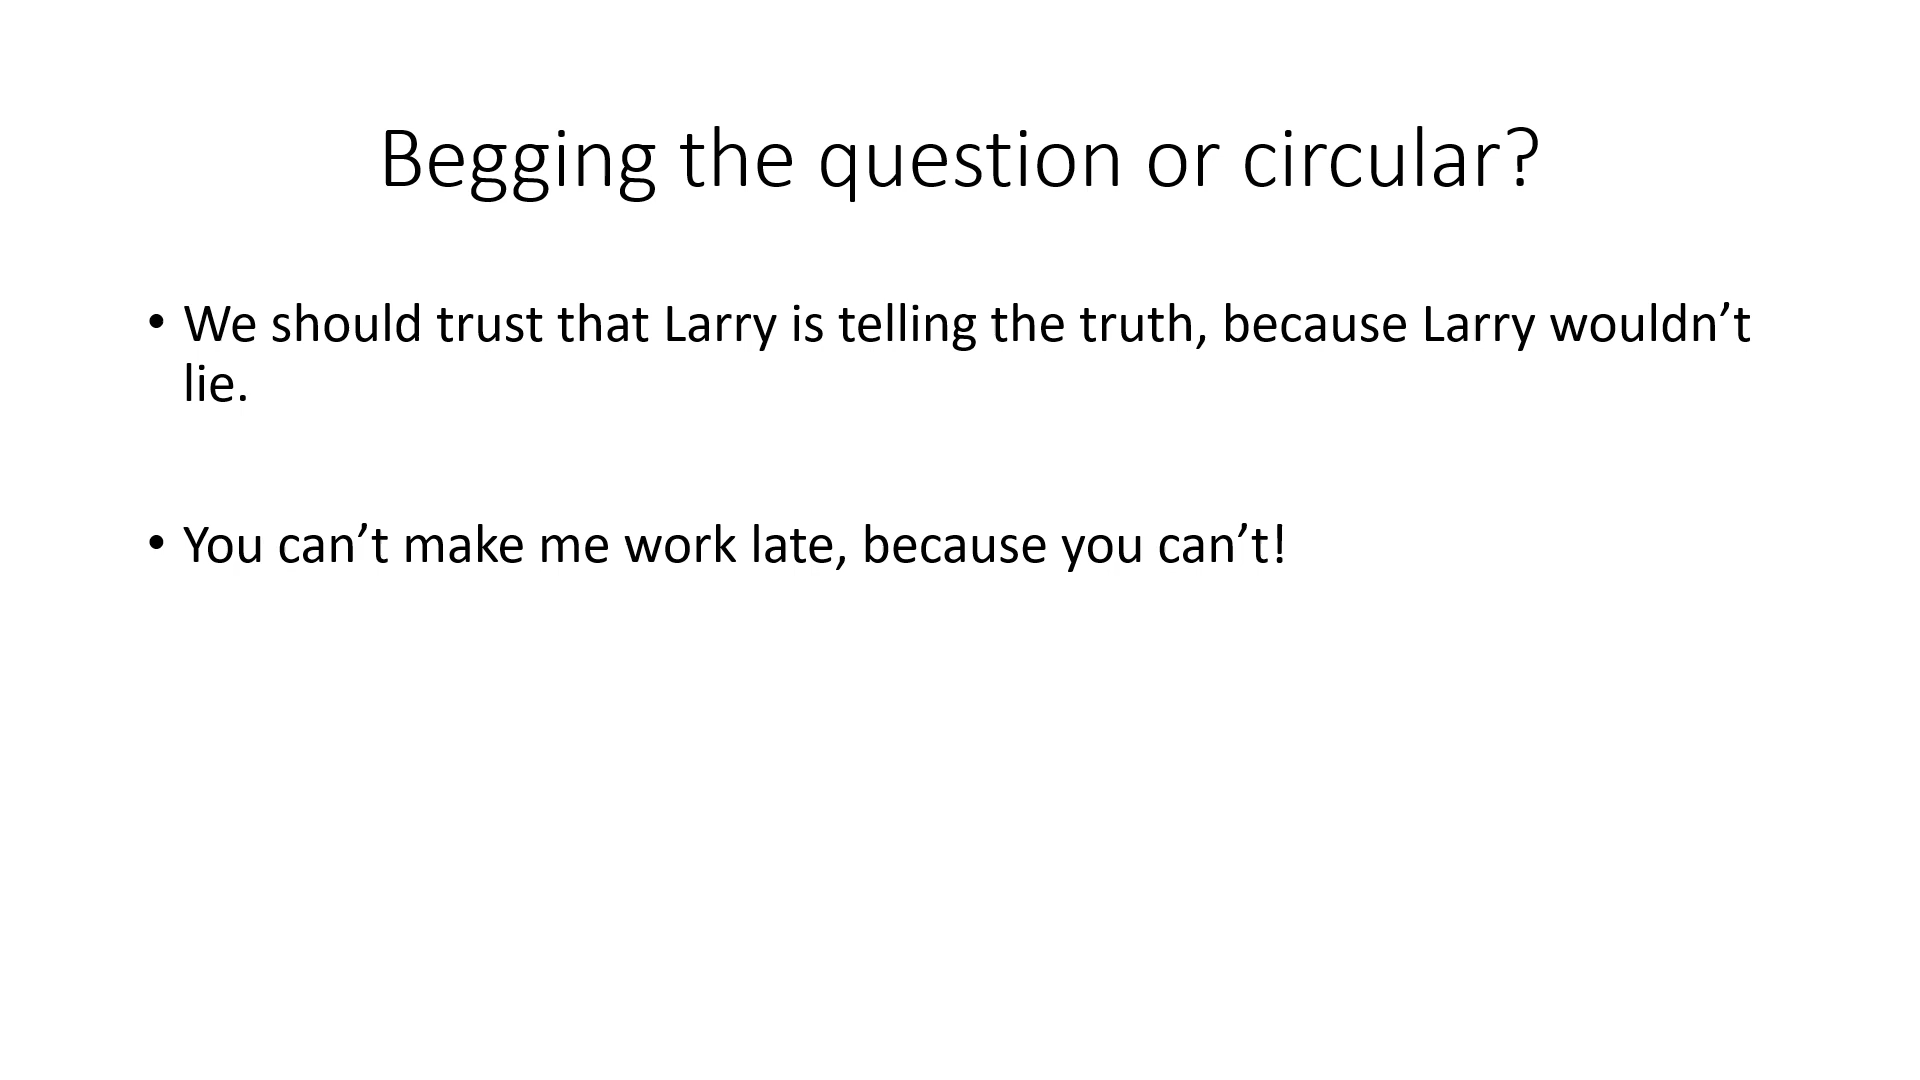 Begging the question or circular?
• We should trust that Larry is telling the truth, because Larry wouldn’t
lie.
• You can’t make me work late, because you can’t!